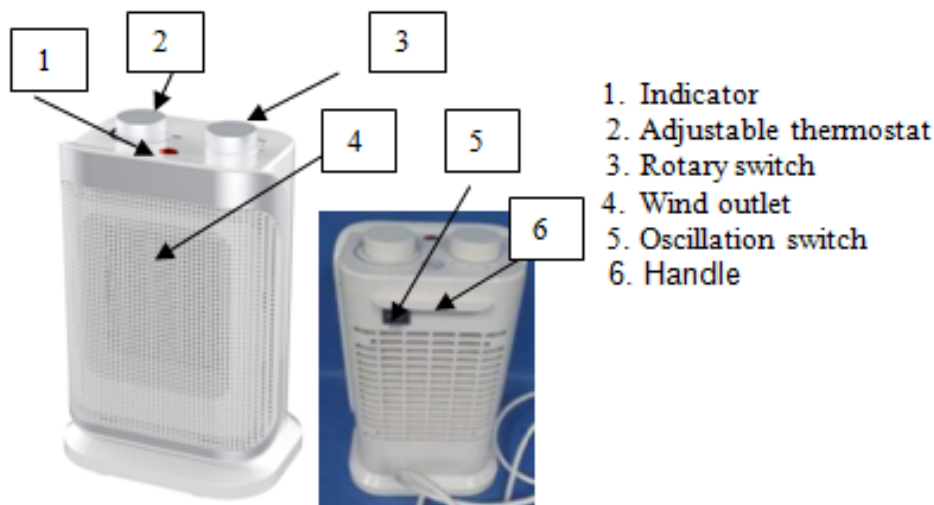 2
3
1
4
5
6
1. Indicator
2. Adjustable thermostat
3. Rotary switch
4. Wind outlet
5. Oscillation switch
6. Handle